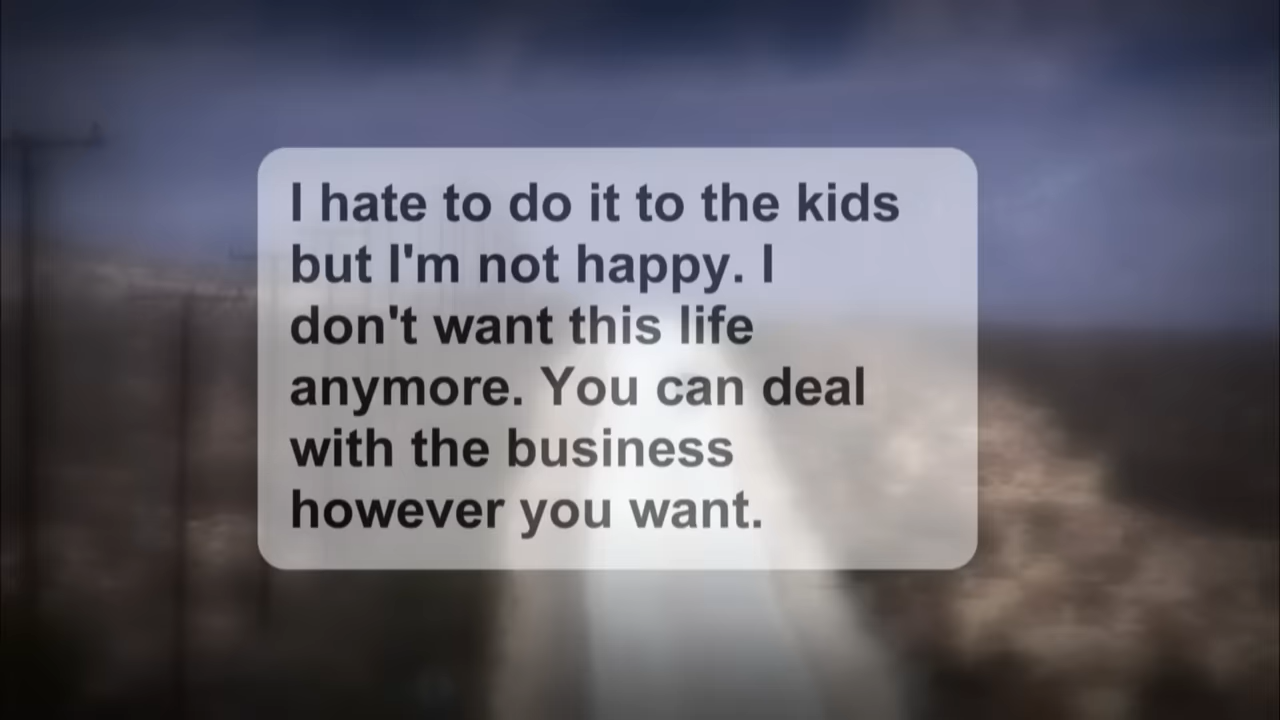 I hate to do it to the kids
but I'm not happy. I
don't want this life
anymore. You can deal
with the business
however you want.